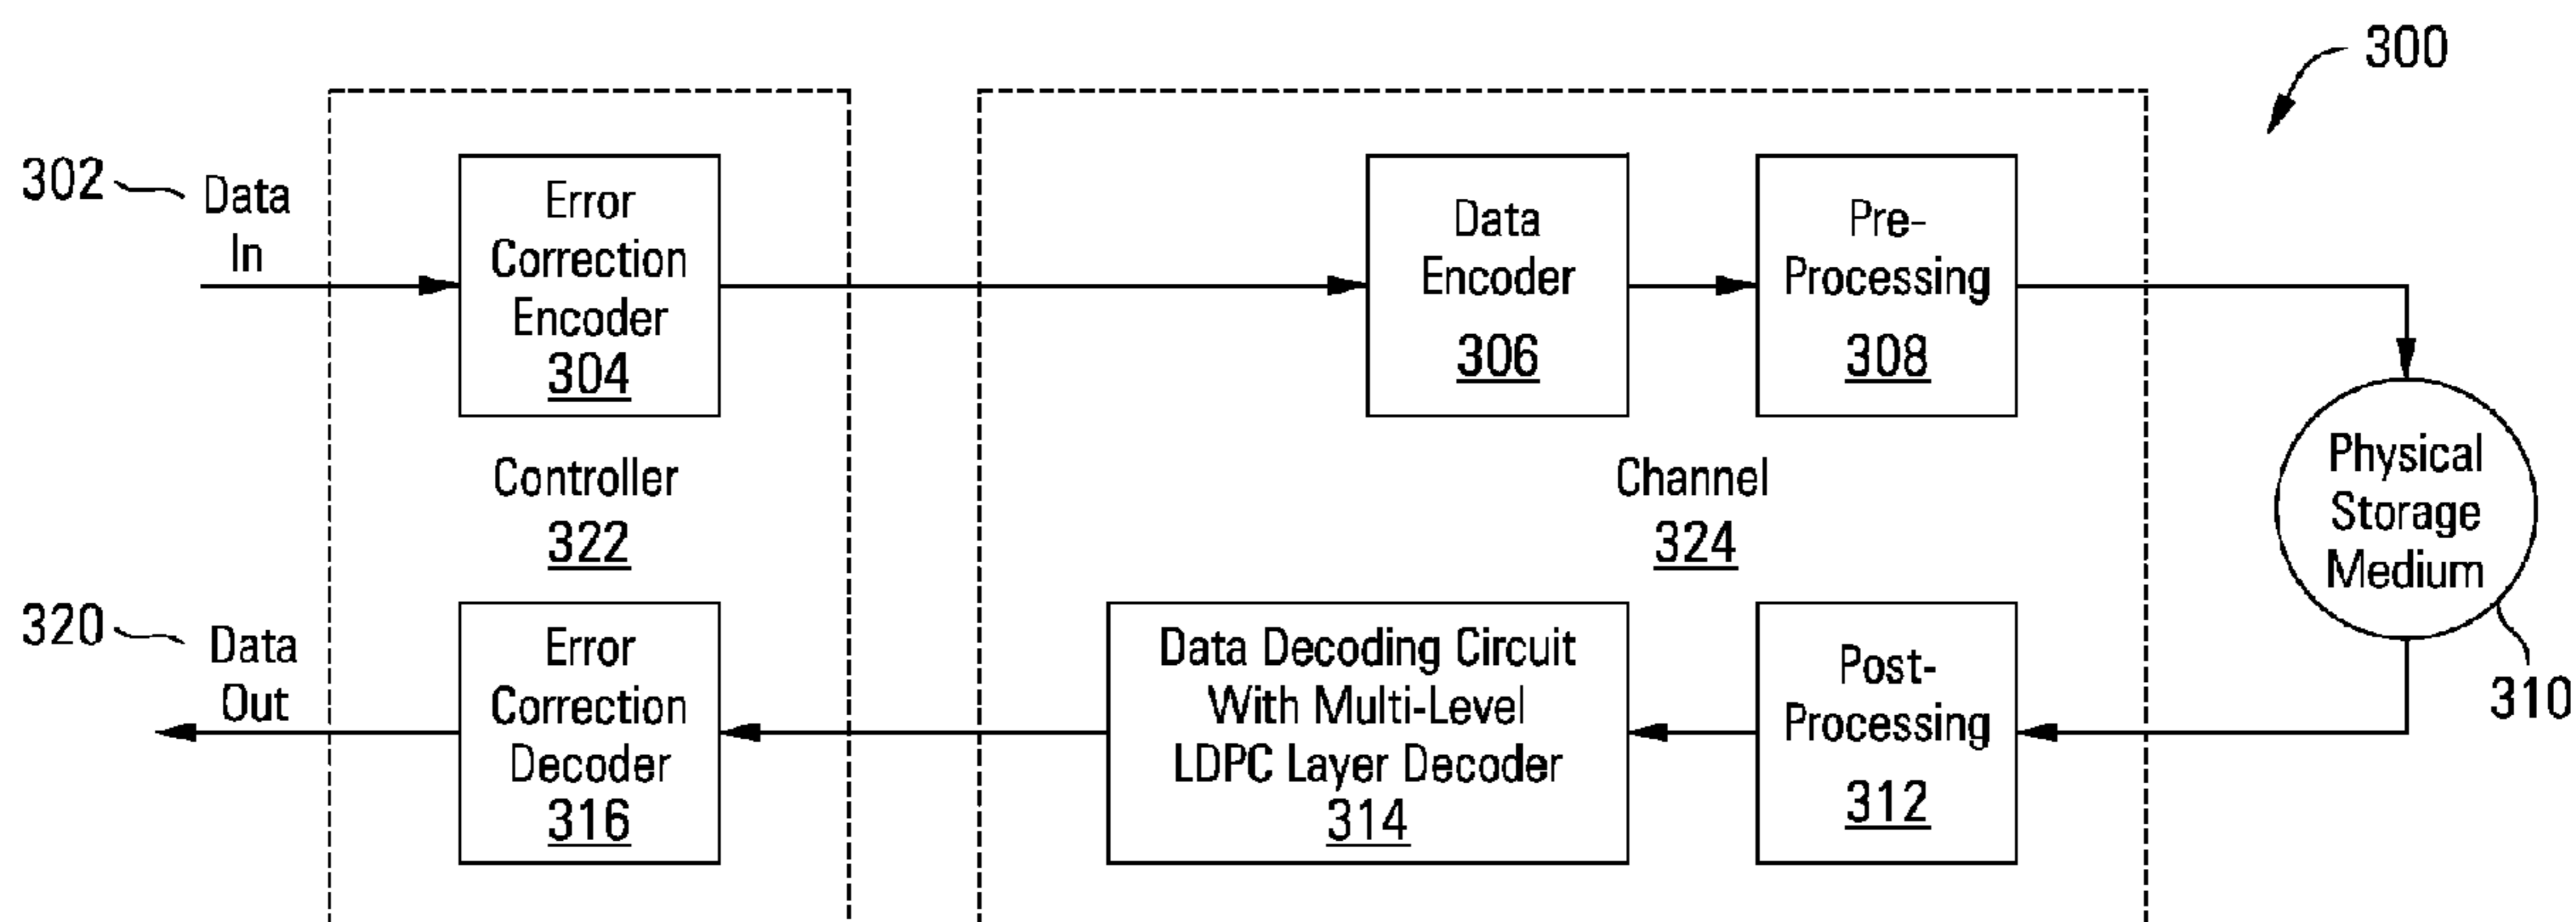 300
302
Data
In
Error
Correction
Encoder
304
Data
Encoder
306
Pre-
Processing
308
Controller
322
Channel
324
Physical
Storage
Medium
310
320
Data
Out
Error
Correction
Decoder
316
Data Decoding Circuit
With Multi-Level
LDPC Layer Decoder
314
Post-
Processing
312